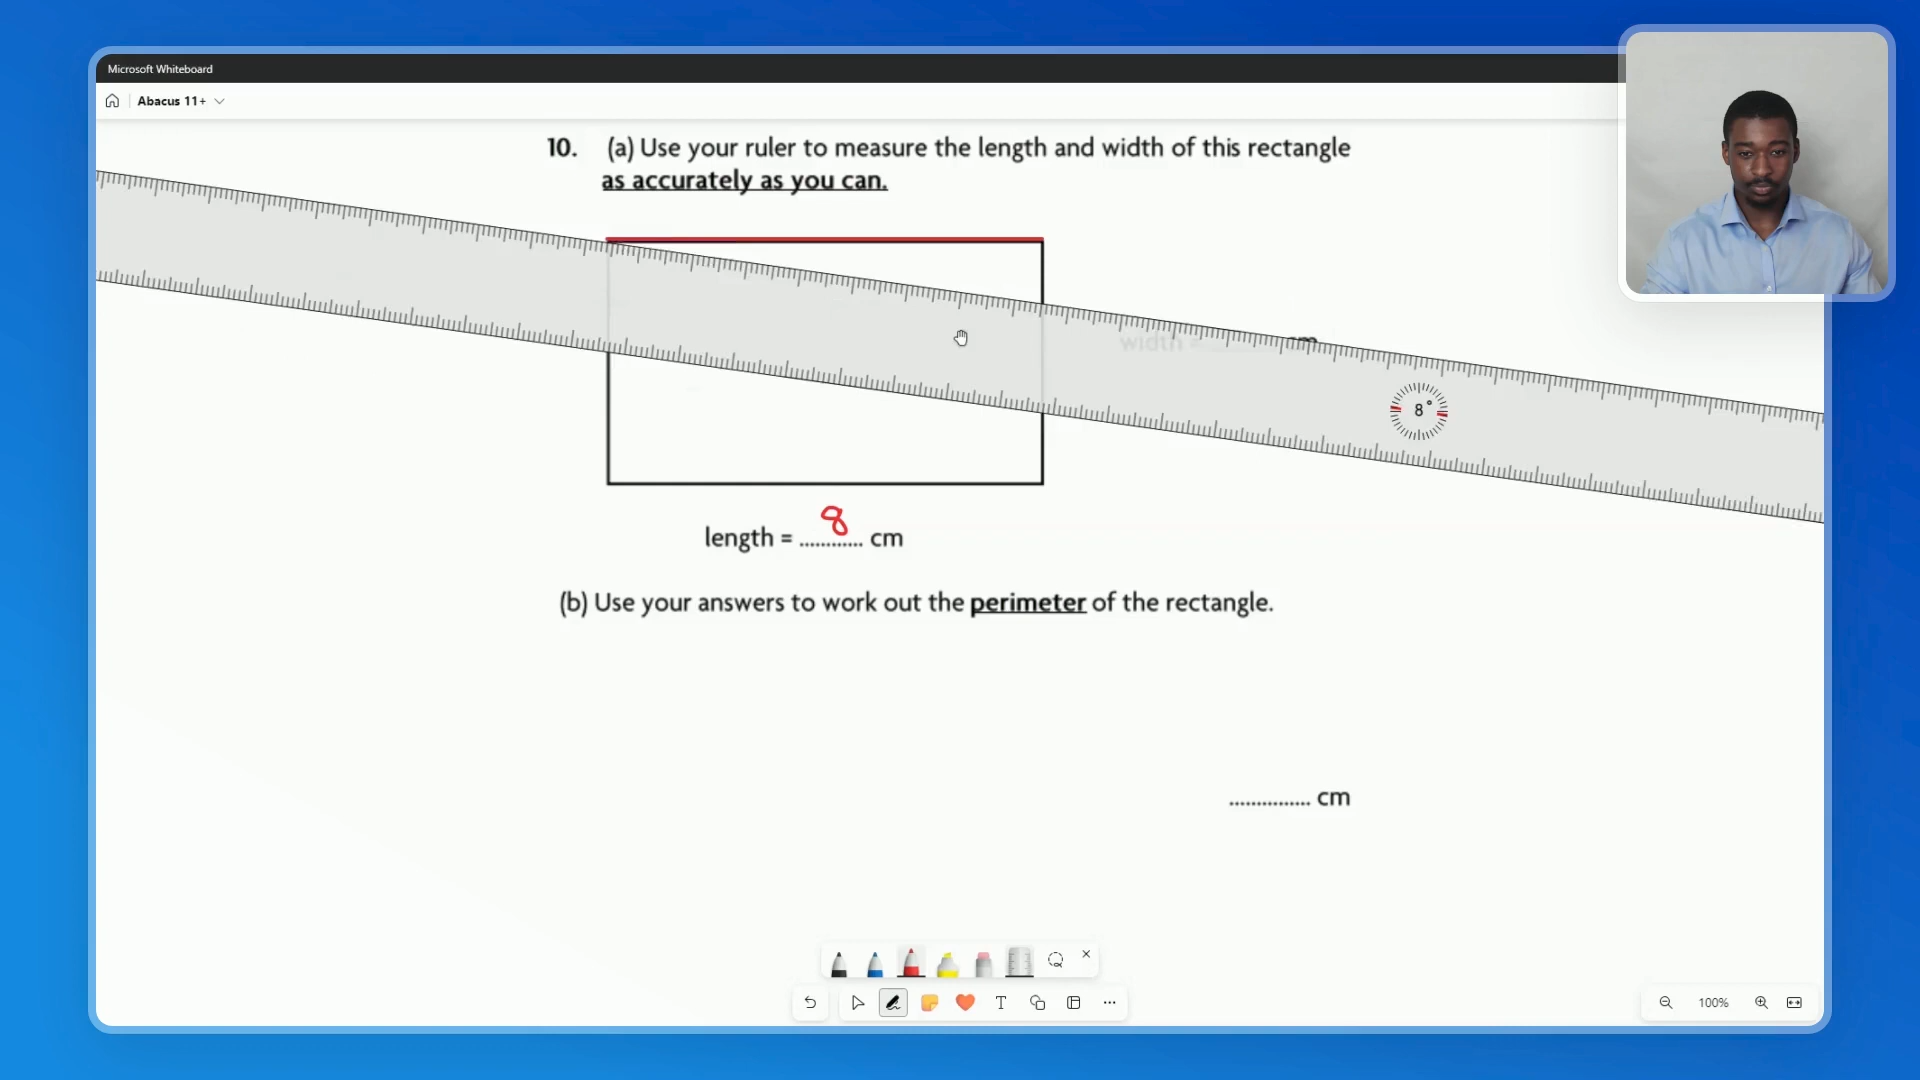 Microsoft Whiteboard
Abacus 11+
10. (a) Use your ruler to measure the length and width of this rectangle
as accurately as you can.
width = ............ cm
8°
8
length = ............ cm
(b) Use your answers to work out the perimeter of the rectangle.
............... cm
100%